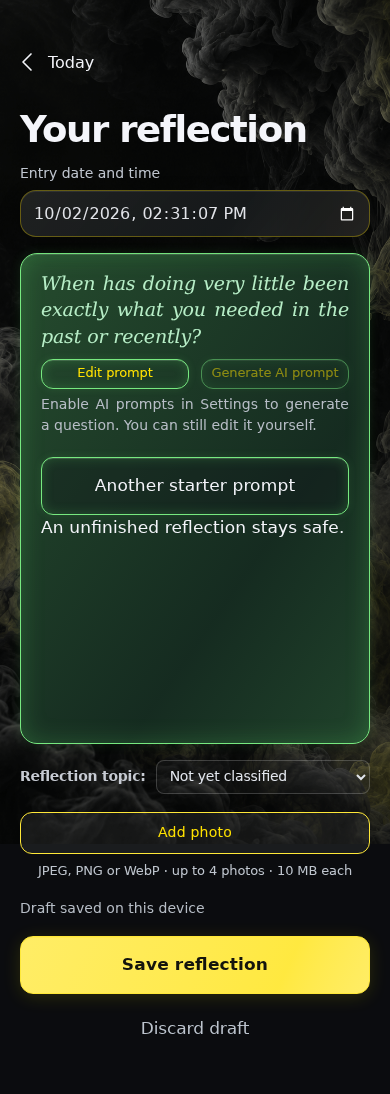 Today
Your reflection
Entry date and time
10/02/2026, 02:31:07 PM
When has doing very little been
exactly what you needed in the
past or recently?
Edit prompt
Generate AI prompt
Enable AI prompts in Settings to generate
a question. You can still edit it yourself.
Another starter prompt
An unfinished reflection stays safe.
Reflection topic:
Not yet classified
Add photo
JPEG, PNG or WebP · up to 4 photos · 10 MB each
Draft saved on this device
Save reflection
Discard draft